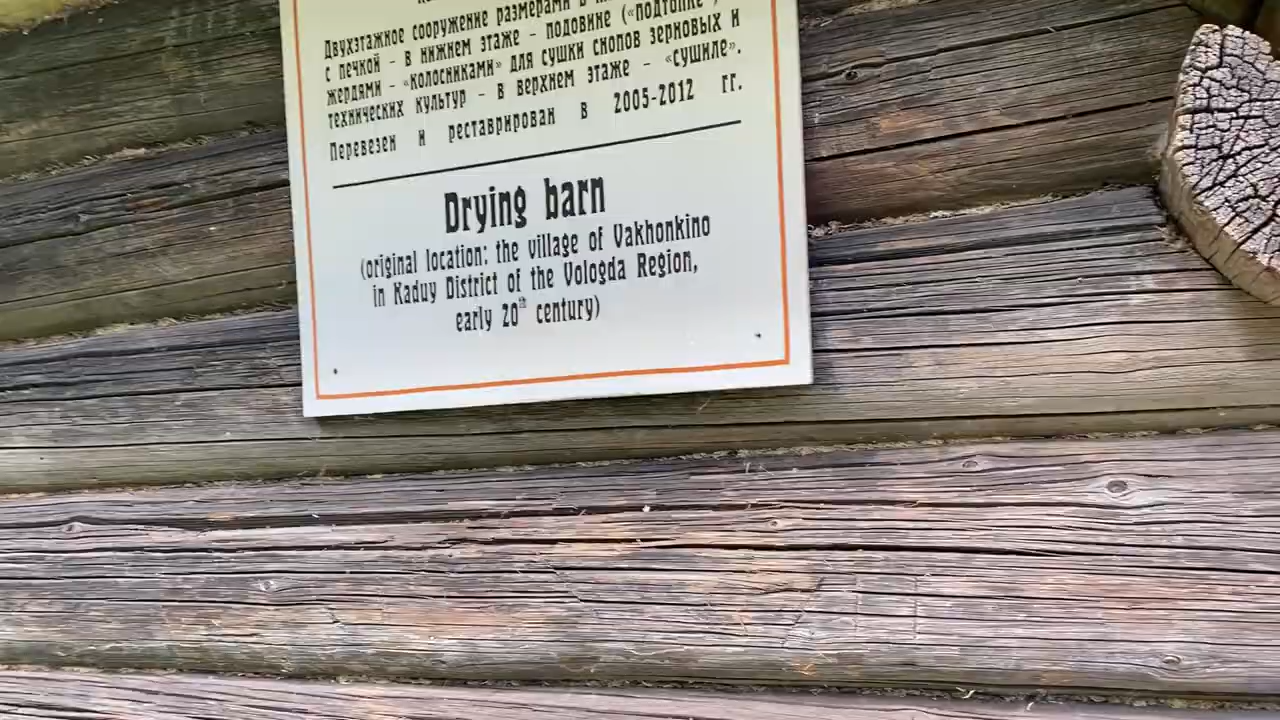 Двухэтажное сооружение размерами в
с печкой – в нижнем этаже – подовине («подтопке
жердями – «колосниками» для сушки снопов зерновых и
технических культур – в верхнем этаже – «сушиле».
Перевезен и реставрирован в 2005-2012 гг.
Drying barn
(original location: the village of Vakhonkino
in Kaduy District of the Vologda Region,
early 20th century)